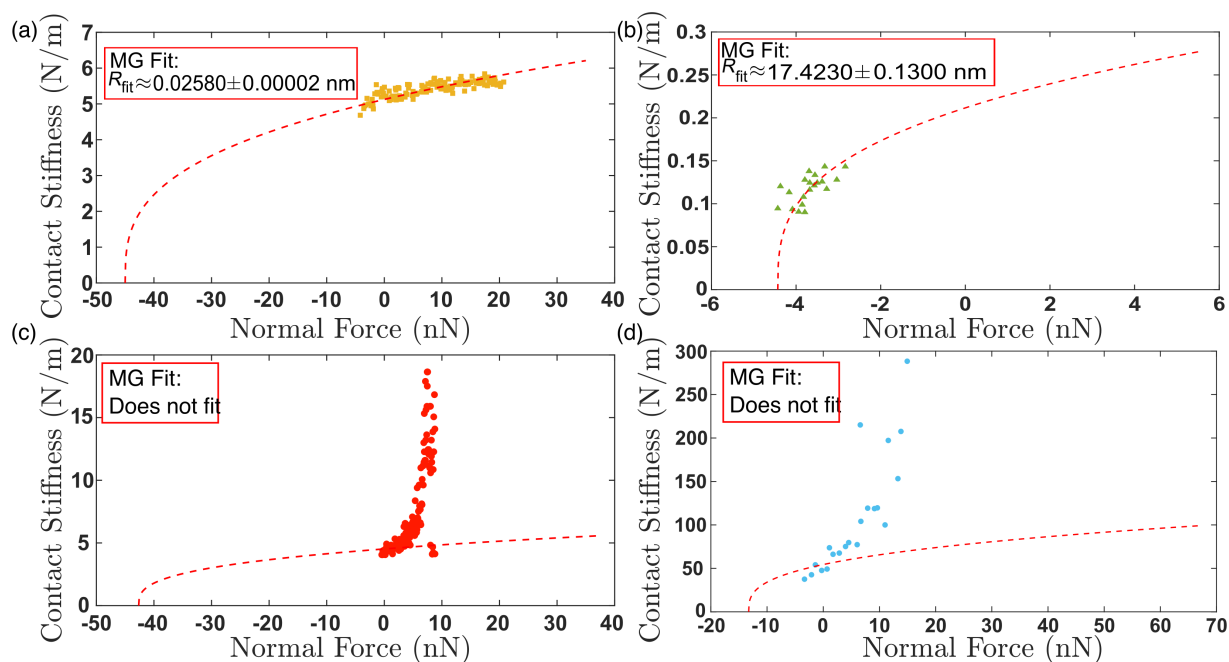 (a)
Contact Stiffness (N/m)
7
6
5
4
3
2
1
0
MG Fit:
Rfit≈0.02580±0.00002 nm
-50 -40 -30 -20 -10 0 10 20 30 40
Normal Force (nN)
(b)
Contact Stiffness (N/m)
0.3
0.25
0.2
0.15
0.1
0.05
0
MG Fit:
Rfit≈17.4230±0.1300 nm
-6 -4 -2 0 2 4 6
Normal Force (nN)
(c)
Contact Stiffness (N/m)
20
15
10
5
0
MG Fit:
Does not fit
-50 -40 -30 -20 -10 0 10 20 30 40
Normal Force (nN)
(d)
Contact Stiffness (N/m)
300
250
200
150
100
50
0
MG Fit:
Does not fit
-20 -10 0 10 20 30 40 50 60 70
Normal Force (nN)